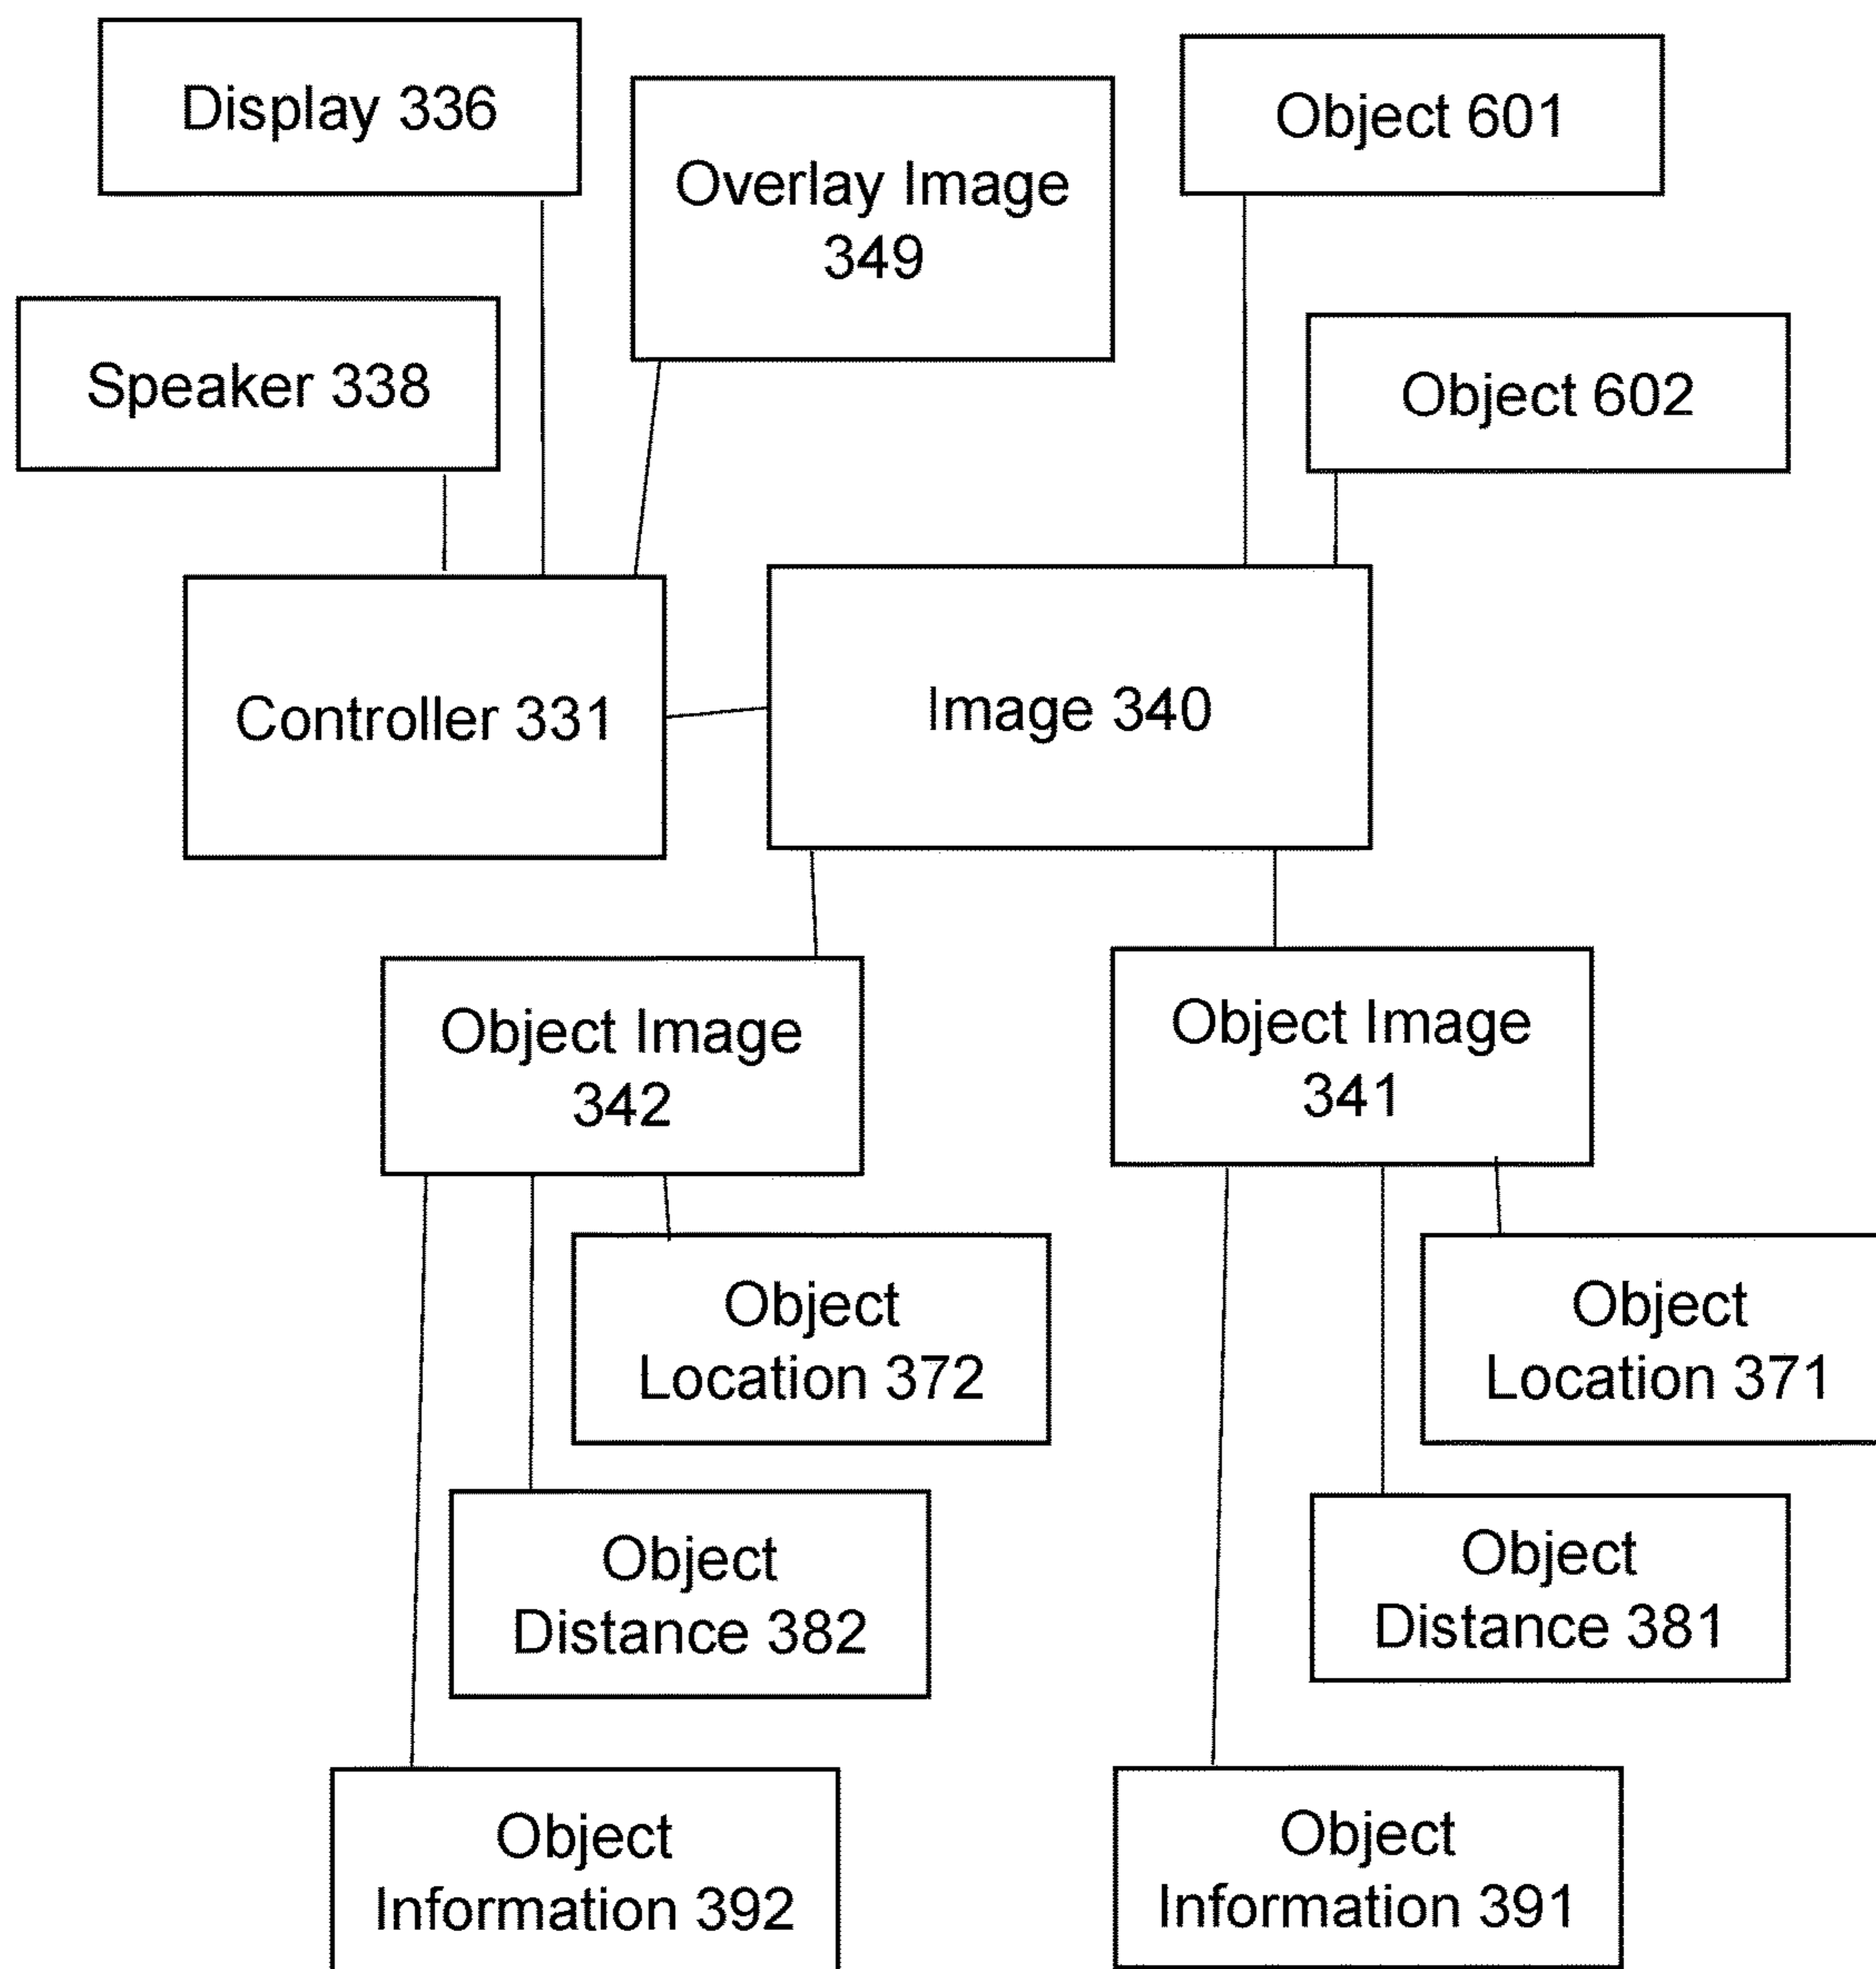 Display 336
Object 601
Overlay Image
349
Speaker 338
Object 602
Controller 331
Image 340
Object Image
342
Object Image
341
Object
Location 372
Object
Location 371
Object
Distance 382
Object
Distance 381
Object
Information 392
Object
Information 391